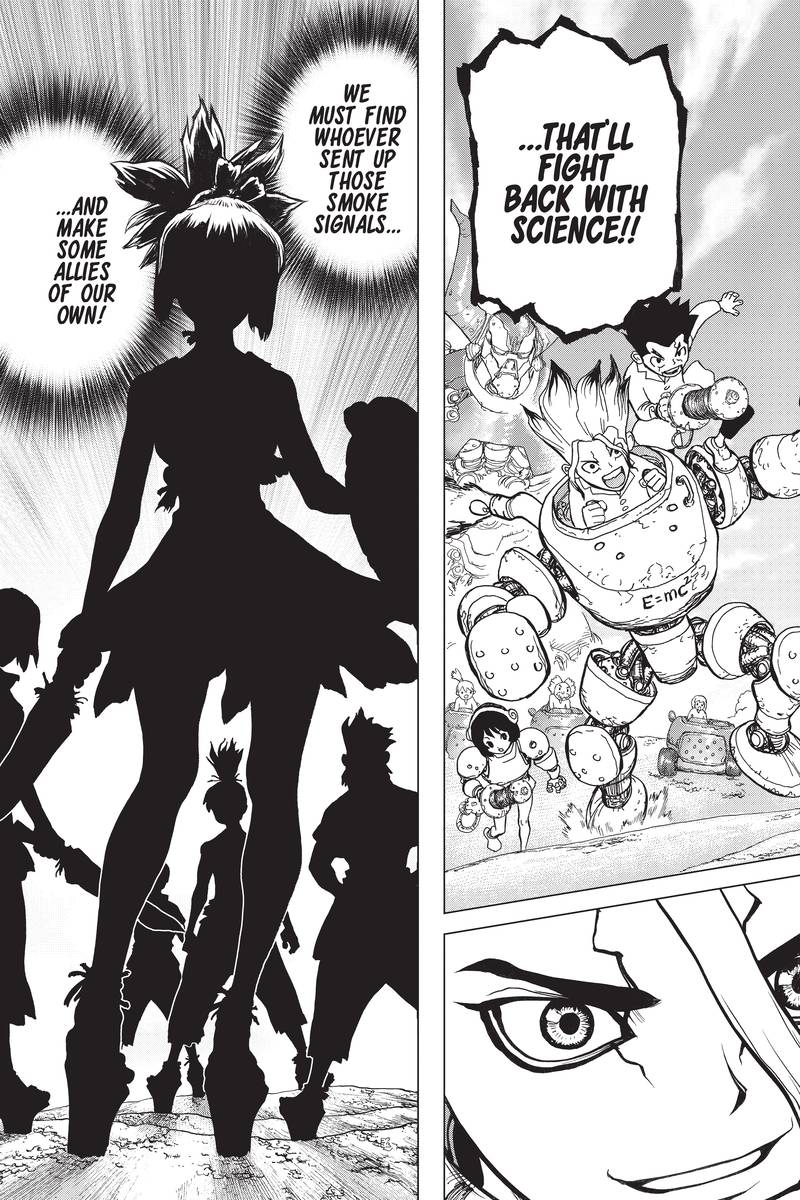 ...THAT'LL
FIGHT
BACK WITH
SCIENCE!!
E=mc²
WE
MUST FIND
WHOEVER
SENT UP
THOSE
SMOKE
SIGNALS...
...AND
MAKE
SOME
ALLIES
OF OUR
OWN!